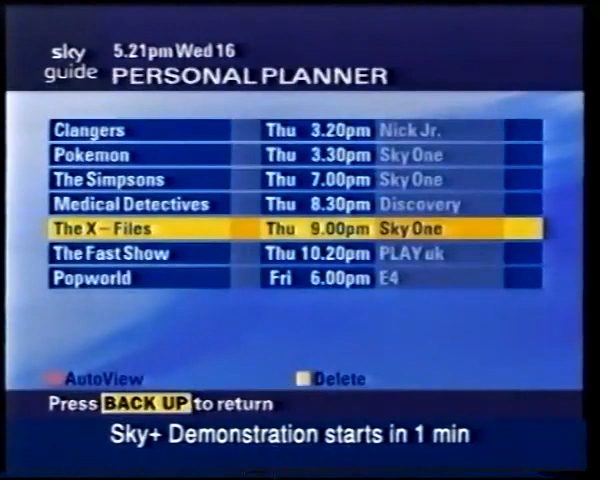 sky guide 5.21pm Wed 16
PERSONAL PLANNER
Clangers Thu 3.20pm Nick Jr.
Pokemon Thu 3.30pm Sky One
The Simpsons Thu 7.00pm Sky One
Medical Detectives Thu 8.30pm Discovery
The X-Files Thu 9.00pm Sky One
The Fast Show Thu 10.20pm PLAY uk
Popworld Fri 6.00pm E4
AutoView Delete
Press BACK UP to return
Sky+ Demonstration starts in 1 min